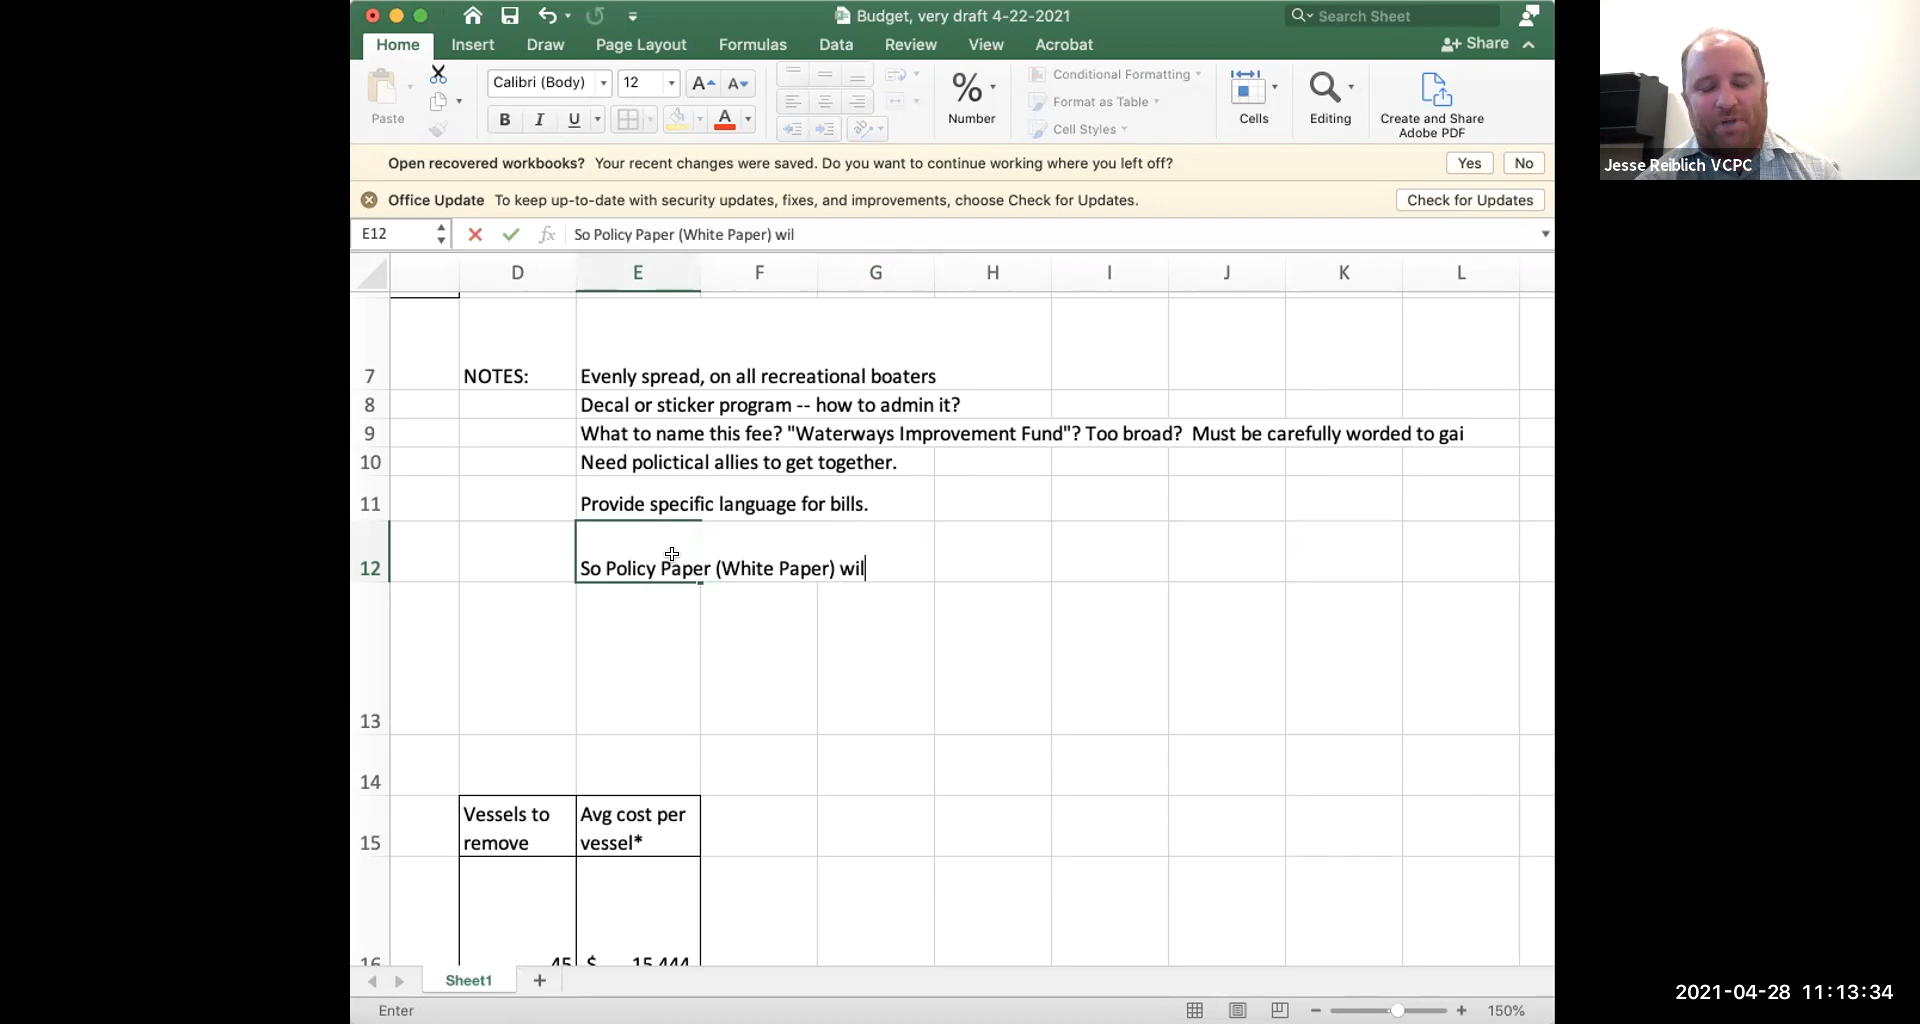 Budget, very draft 4-22-2021
Search Sheet
Home Insert Draw Page Layout Formulas Data Review View Acrobat
Share
Paste
Calibri (Body) 12
B I U A
Number
Conditional Formatting
Format as Table
Cell Styles
Cells
Editing
Create and Share
Adobe PDF
Open recovered workbooks? Your recent changes were saved. Do you want to continue working where you left off?
Yes No
Office Update To keep up-to-date with security updates, fixes, and improvements, choose Check for Updates.
Check for Updates
E12 fx So Policy Paper (White Paper) wil
D E F G H I J K L
7 NOTES: Evenly spread, on all recreational boaters
8 Decal or sticker program -- how to admin it?
9 What to name this fee? "Waterways Improvement Fund"? Too broad? Must be carefully worded to gai
10 Need polictical allies to get together.
11 Provide specific language for bills.
12 So Policy Paper (White Paper) wil
13
14
15 Vessels to remove Avg cost per vessel*
16 45 $ 15,444
Sheet1
Enter
150%
Jesse Reiblich VCPC
2021-04-28 11:13:34